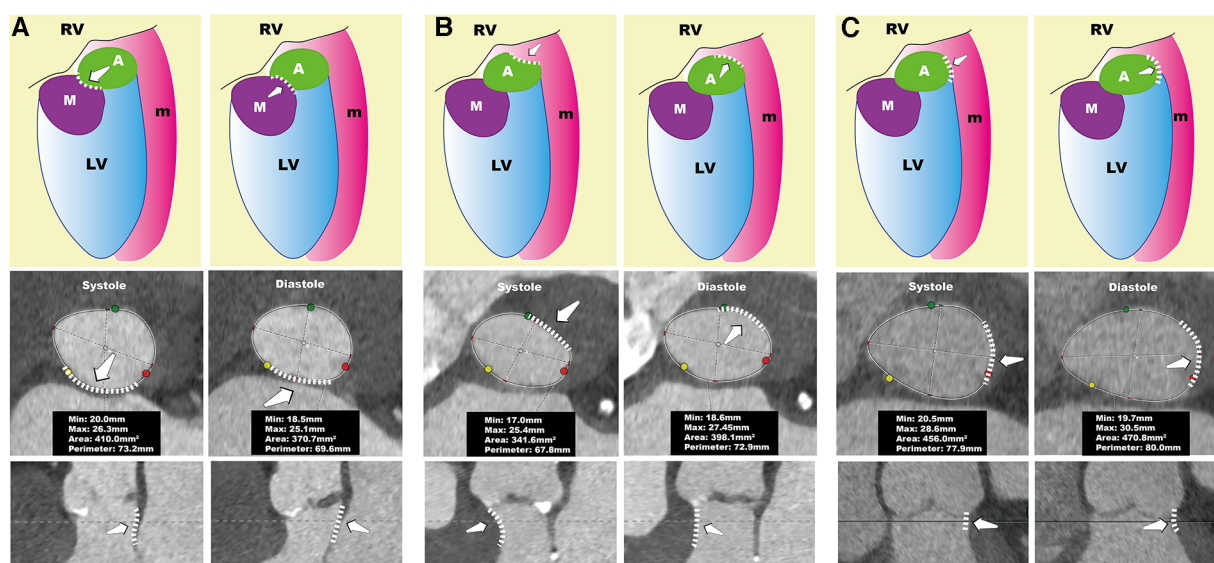 A
RV
A
M
m
LV
RV
A
M
m
LV
B
RV
A
M
m
LV
RV
A
M
m
LV
C
RV
A
M
m
LV
RV
A
M
m
LV
Systole
Min: 20.0mm
Max: 26.3mm
Area: 410.0mm²
Perimeter: 73.2mm
Diastole
Min: 18.5mm
Max: 25.1mm
Area: 370.7mm²
Perimeter: 69.6mm
Systole
Min: 17.0mm
Max: 25.4mm
Area: 341.6mm²
Perimeter: 67.8mm
Diastole
Min: 18.6mm
Max: 27.45mm
Area: 398.1mm²
Perimeter: 72.9mm
Systole
Min: 20.5mm
Max: 28.6mm
Area: 456.0mm²
Perimeter: 77.9mm
Diastole
Min: 19.7mm
Max: 30.5mm
Area: 470.8mm²
Perimeter: 80.0mm